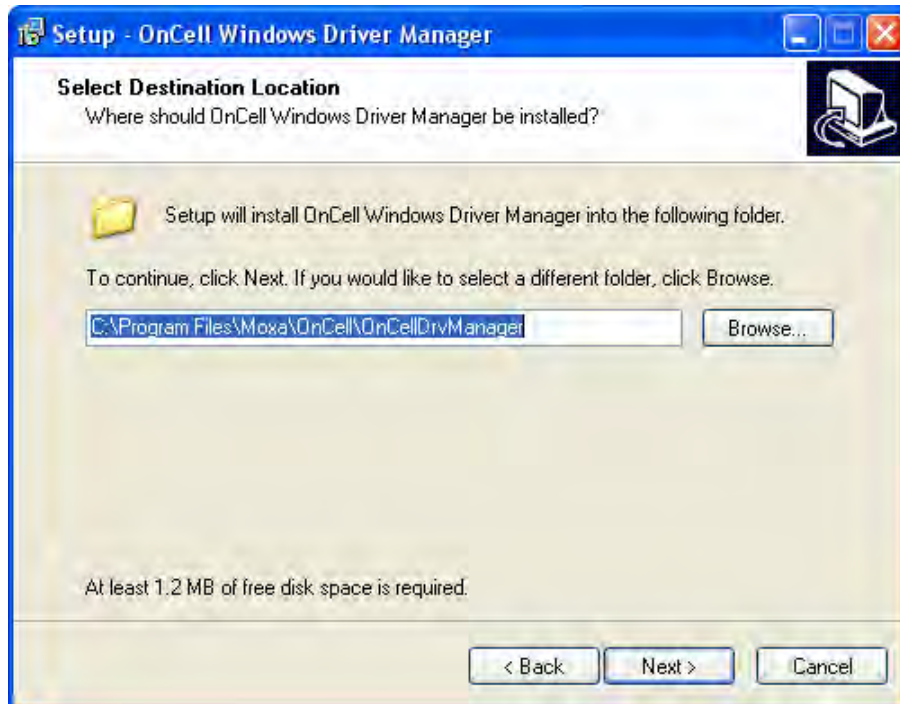 Setup - OnCell Windows Driver Manager
Select Destination Location
Where should OnCell Windows Driver Manager be installed?
Setup will install OnCell Windows Driver Manager into the following folder.
To continue, click Next. If you would like to select a different folder, click Browse.
C:\Program Files\Moxa\OnCell\OnCellDrvManager
Browse...
At least 1.2 MB of free disk space is required.
< Back
Next >
Cancel